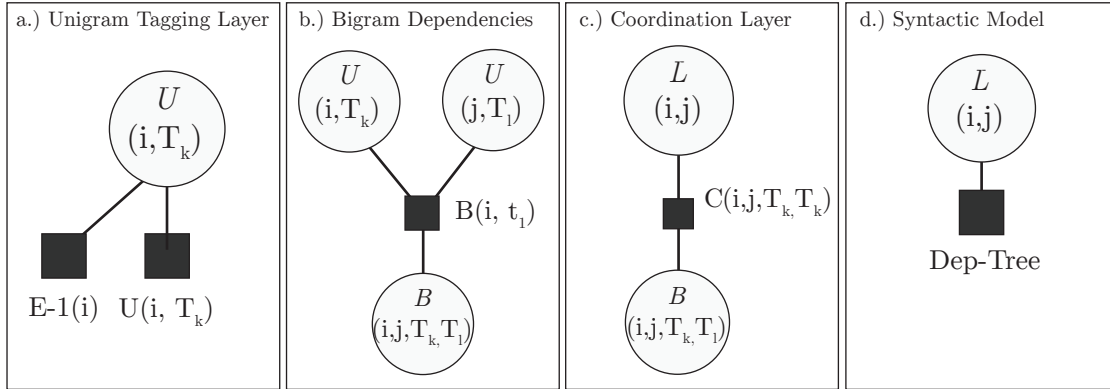 a.) Unigram Tagging Layer
U
(i,T_k)
E-1(i)
U(i, T_k)
b.) Bigram Dependencies
U
(i,T_k)
U
(j,T_l)
B(i, t_l)
B
(i,j,T_k,T_l)
c.) Coordination Layer
L
(i,j)
C(i,j,T_k,T_k)
B
(i,j,T_k,T_l)
d.) Syntactic Model
L
(i,j)
Dep-Tree